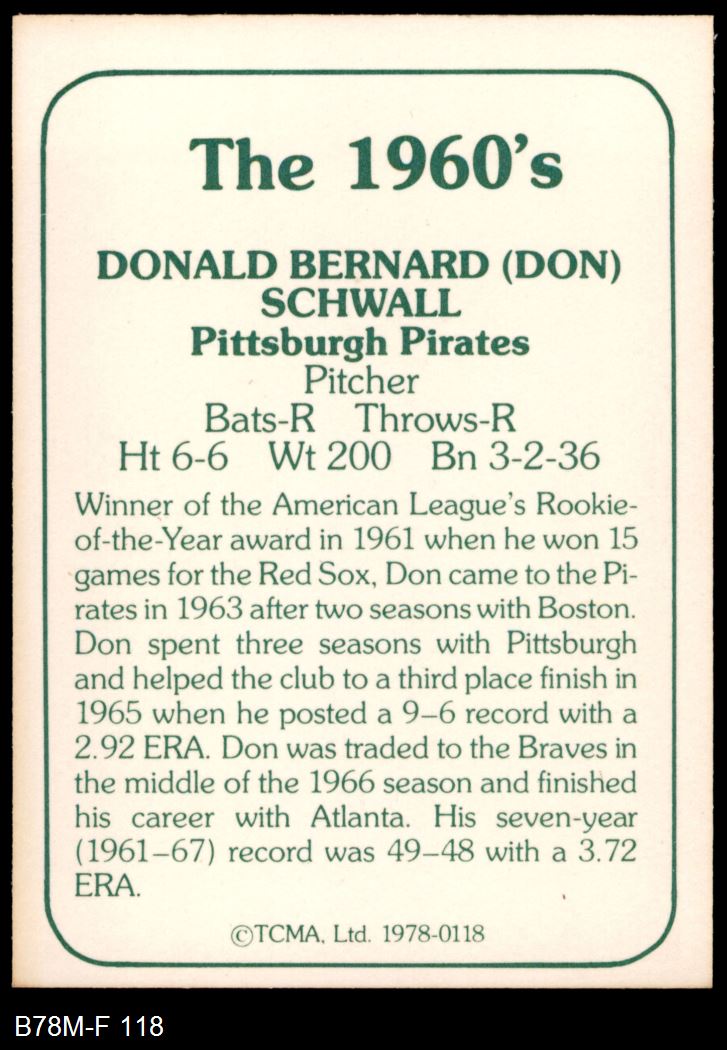 The 1960's
DONALD BERNARD (DON)
SCHWALL
Pittsburgh Pirates
Pitcher
Bats-R Throws-R
Ht 6-6 Wt 200 Bn 3-2-36
Winner of the American League's Rookie-
of-the-Year award in 1961 when he won 15
games for the Red Sox, Don came to the Pi-
rates in 1963 after two seasons with Boston.
Don spent three seasons with Pittsburgh
and helped the club to a third place finish in
1965 when he posted a 9–6 record with a
2.92 ERA. Don was traded to the Braves in
the middle of the 1966 season and finished
his career with Atlanta. His seven-year
(1961–67) record was 49–48 with a 3.72
ERA.
©TCMA, Ltd. 1978-0118
B78M-F 118